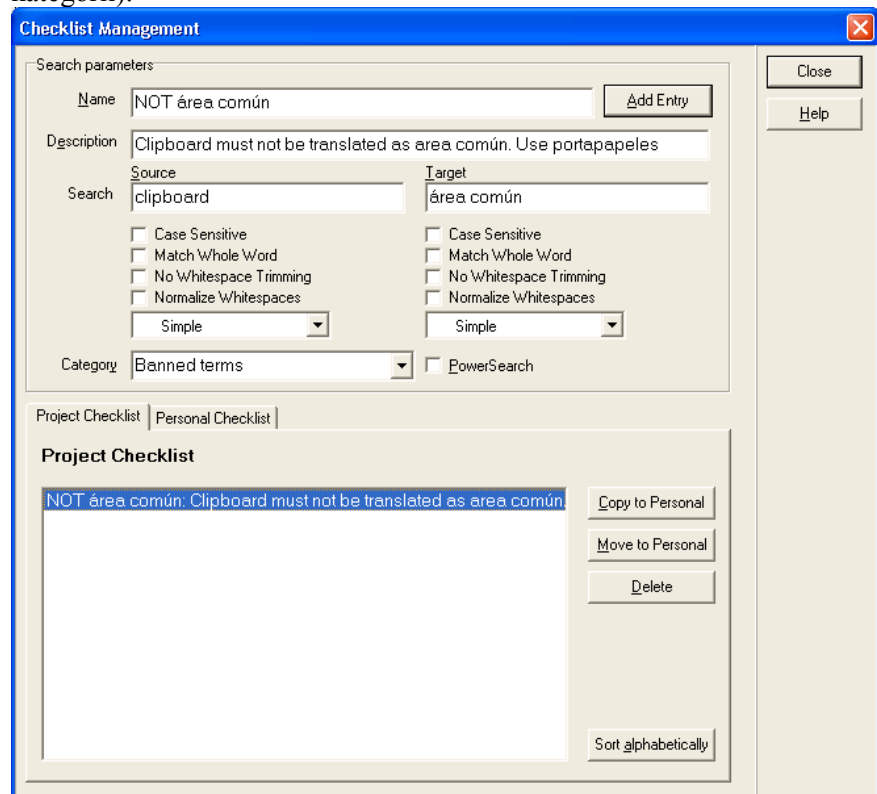 kategorii).
Checklist Management
Search parameters
Close
Name NOT área común Add Entry
Help
Description Clipboard must not be translated as area común. Use portapapeles
Source Target
Search clipboard área común
Case Sensitive Case Sensitive
Match Whole Word Match Whole Word
No Whitespace Trimming No Whitespace Trimming
Normalize Whitespaces Normalize Whitespaces
Simple Simple
Category Banned terms PowerSearch
Project Checklist Personal Checklist
Project Checklist
NOT área común: Clipboard must not be translated as area común.
Copy to Personal
Move to Personal
Delete
Sort alphabetically